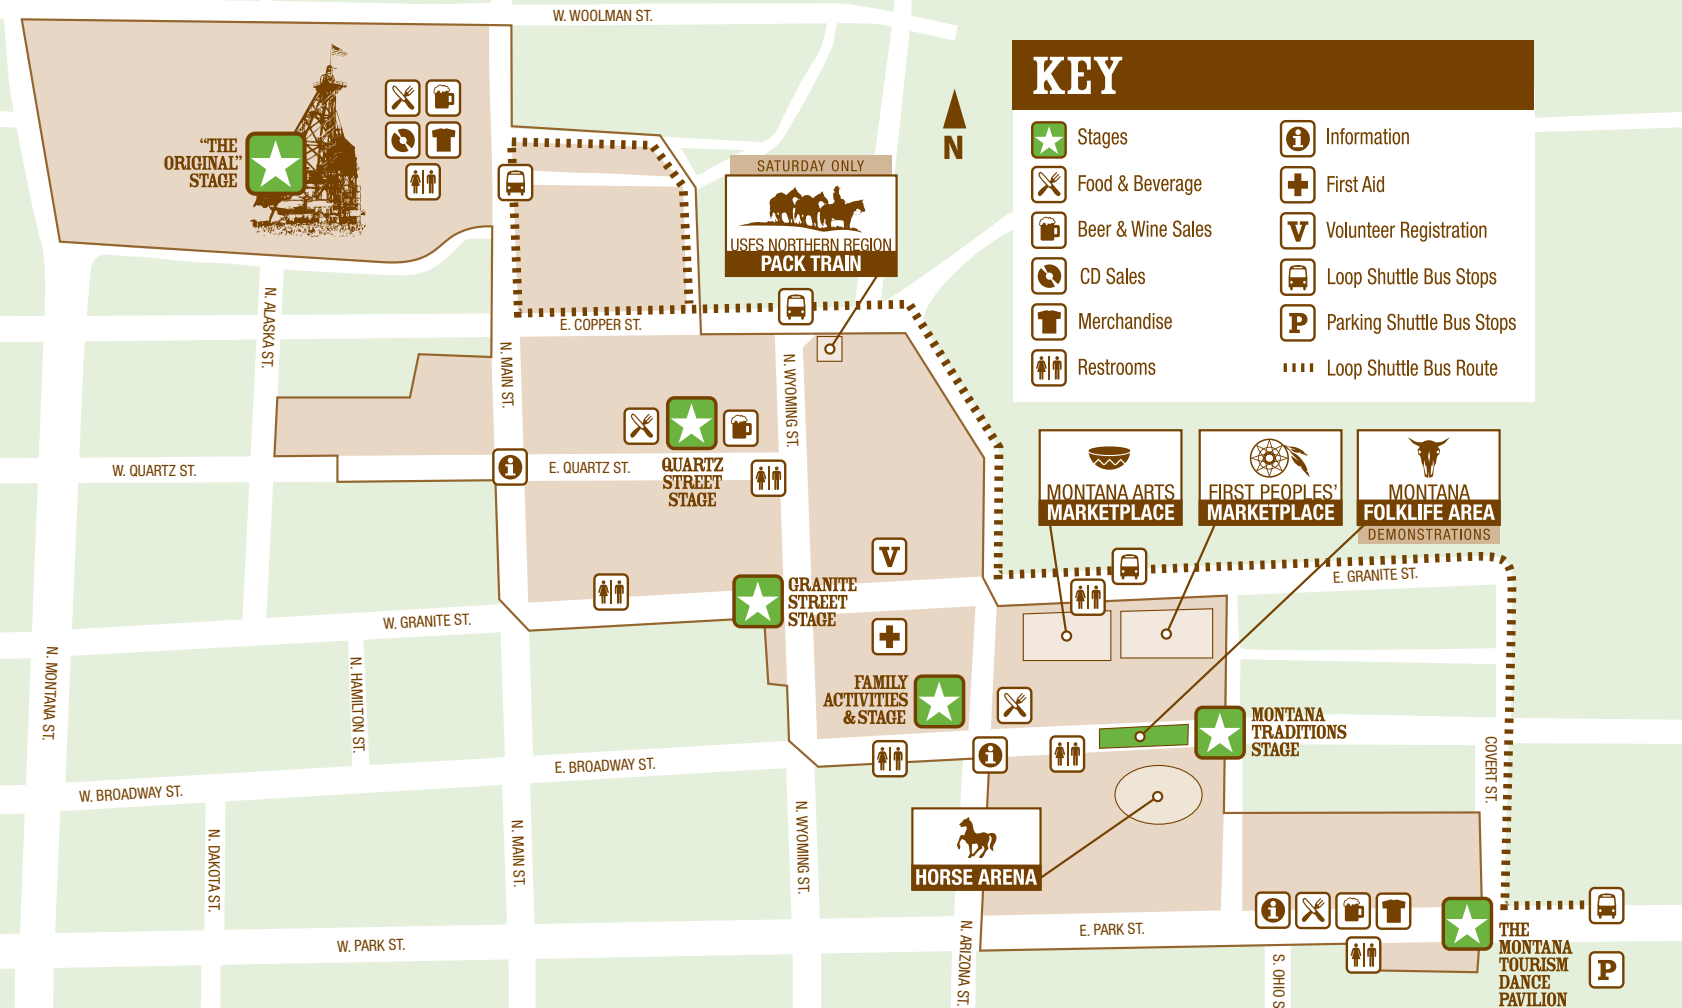 W. WOOLMAN ST.
KEY
Stages
Food & Beverage
Beer & Wine Sales
CD Sales
Merchandise
Restrooms
Information
First Aid
V
Volunteer Registration
Loop Shuttle Bus Stops
P
Parking Shuttle Bus Stops
Loop Shuttle Bus Route
N
"THE
ORIGINAL"
STAGE
SATURDAY ONLY
USFS NORTHERN REGION
PACK TRAIN
E. COPPER ST.
N. ALASKA ST.
N. MAIN ST.
N. WYOMING ST.
W. QUARTZ ST.
E. QUARTZ ST.
QUARTZ
STREET
STAGE
MONTANA ARTS
MARKETPLACE
FIRST PEOPLES'
MARKETPLACE
MONTANA
FOLKLIFE AREA
DEMONSTRATIONS
V
E. GRANITE ST.
GRANITE
STREET
STAGE
W. GRANITE ST.
N. MONTANA ST.
N. HAMILTON ST.
FAMILY
ACTIVITIES
& STAGE
MONTANA
TRADITIONS
STAGE
COVERT ST.
E. BROADWAY ST.
W. BROADWAY ST.
N. DAKOTA ST.
N. MAIN ST.
N. WYOMING ST.
HORSE ARENA
W. PARK ST.
N. ARIZONA ST.
E. PARK ST.
S. OHIO S
THE
MONTANA
TOURISM
DANCE
PAVILION
P